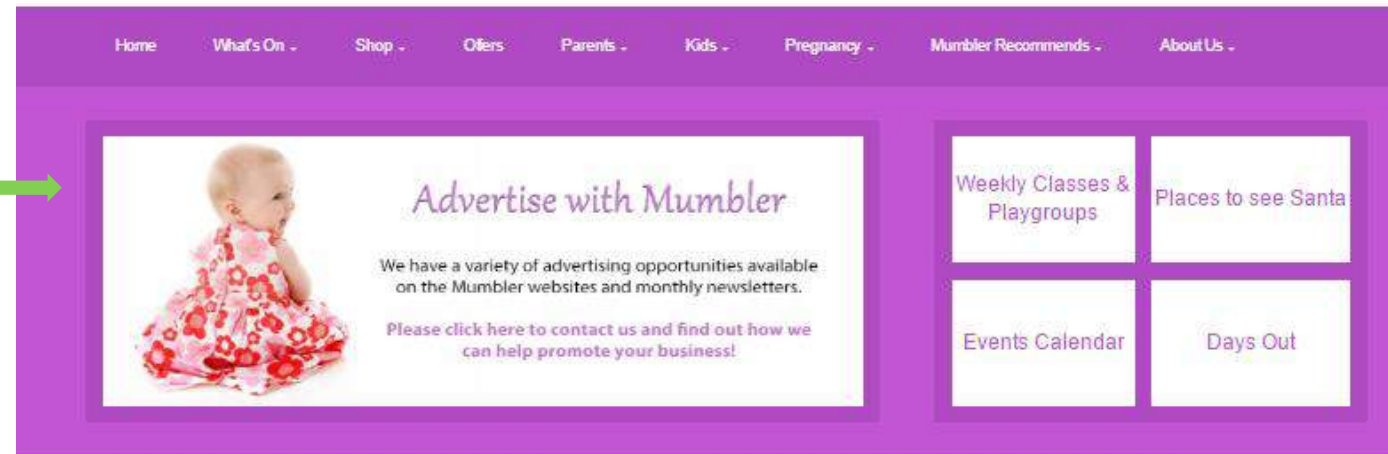 Home What's On Shop Offers Parents Kids Pregnancy Mumbler Recommends About Us
Advertise with Mumbler
We have a variety of advertising opportunities available
on the Mumbler websites and monthly newsletters.
Please click here to contact us and find out how we
can help promote your business!
Weekly Classes &
Playgroups
Places to see Santa
Events Calendar
Days Out